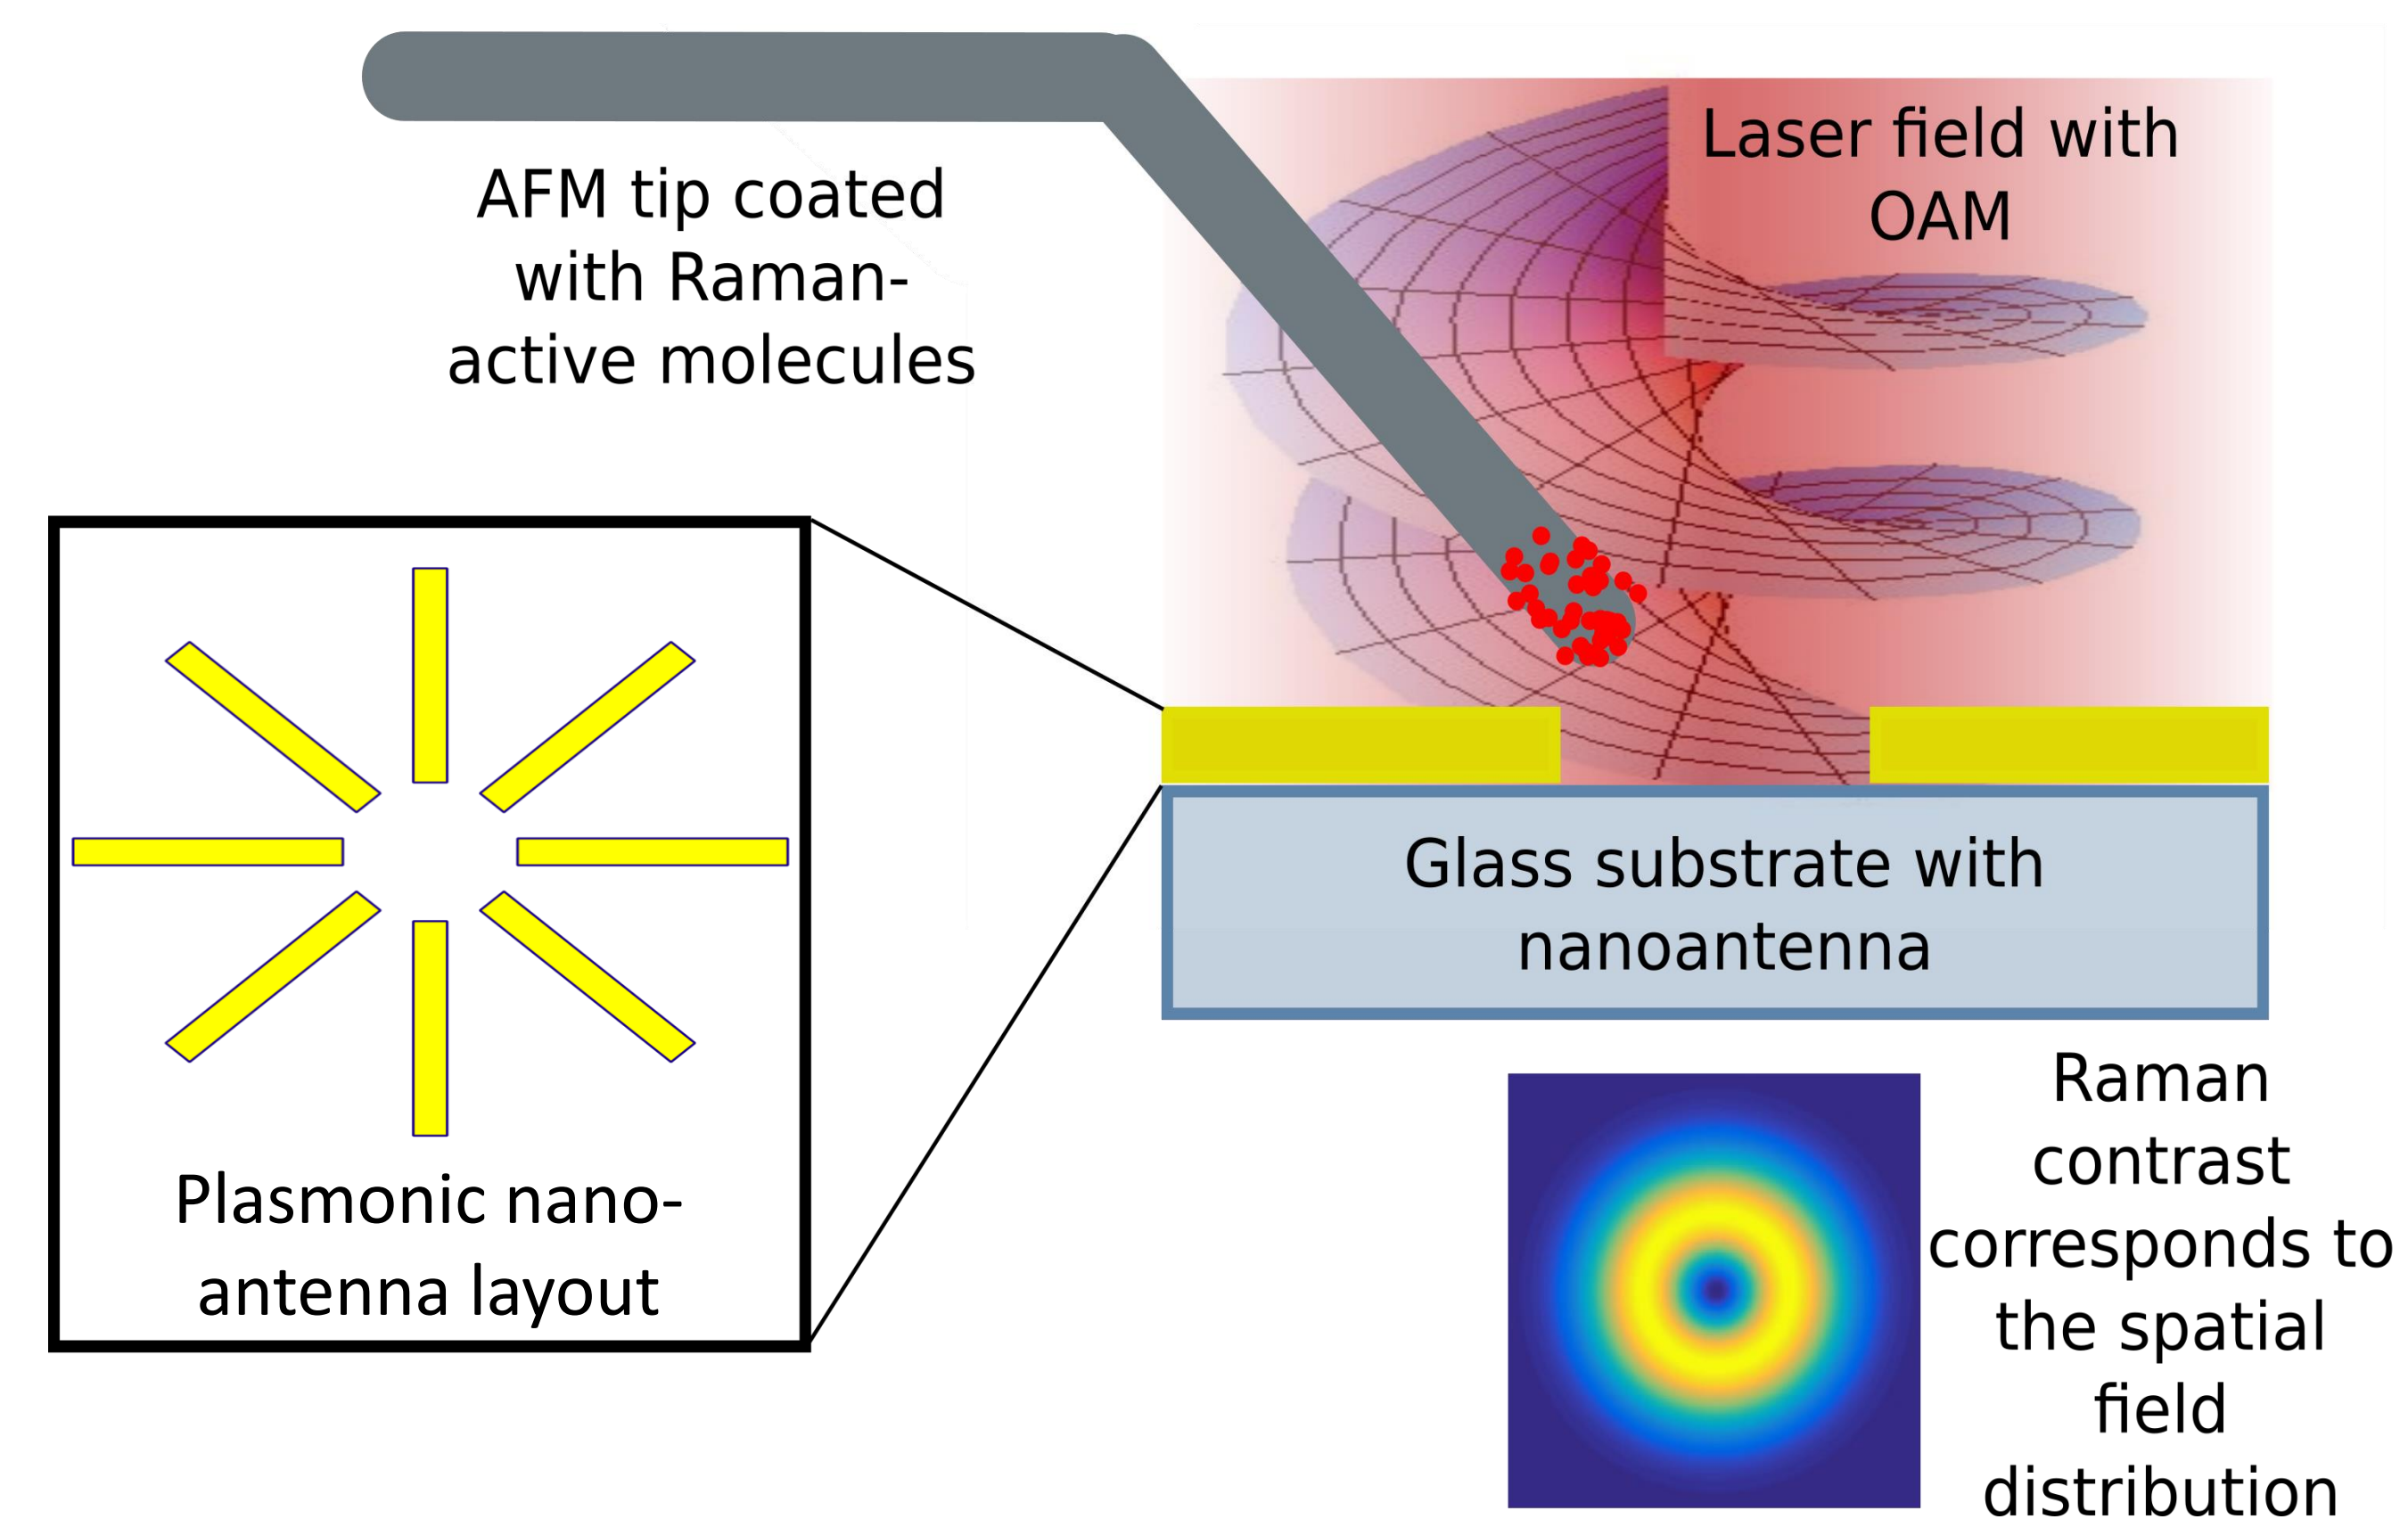 AFM tip coated
with Raman-
active molecules
Laser field with
OAM
Plasmonic nano-
antenna layout
Glass substrate with
nanoantenna
Raman
contrast
corresponds to
the spatial
field
distribution